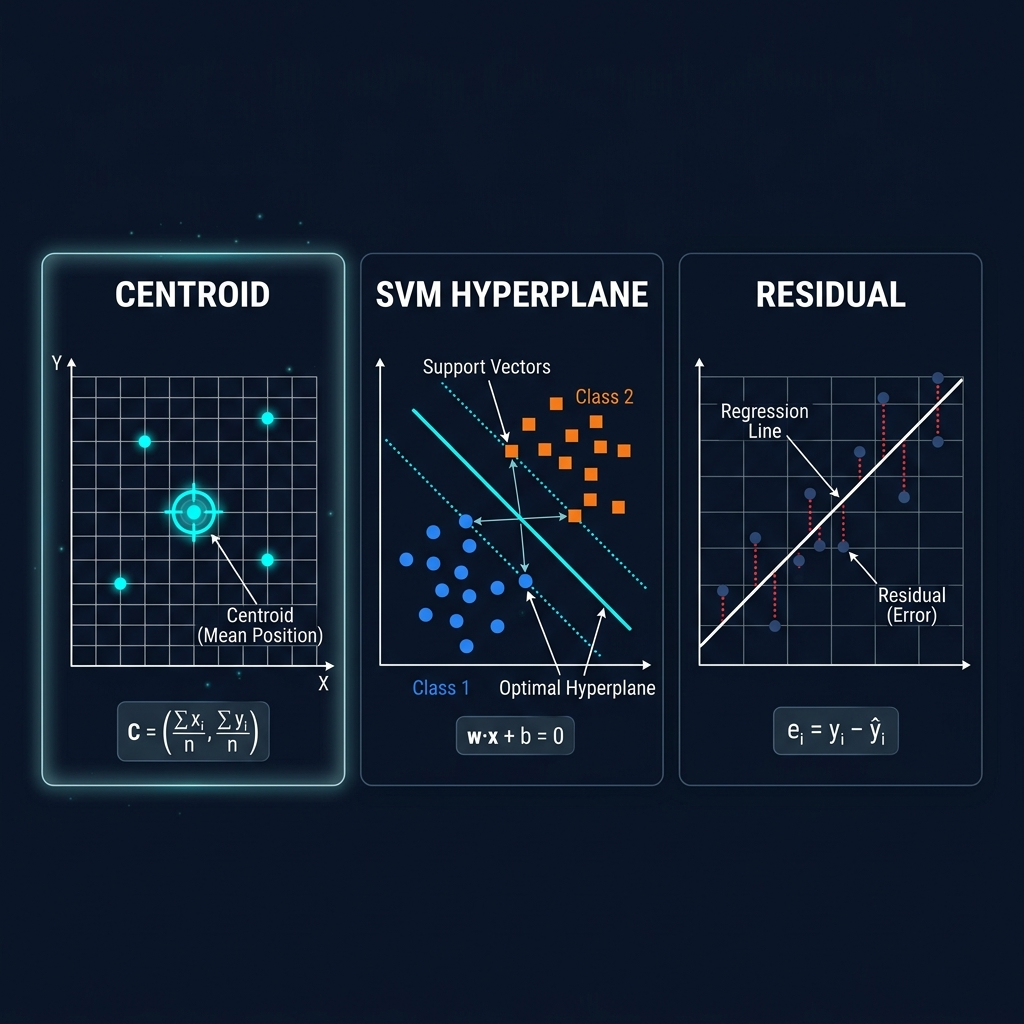 CENTROID
Y
Centroid
(Mean Position)
X
C = (∑xᵢ/n, ∑yᵢ/n)
SVM HYPERPLANE
Support Vectors
Class 2
Class 1
Optimal Hyperplane
w·x + b = 0
RESIDUAL
Regression
Line
Residual
(Error)
eᵢ = yᵢ − ŷᵢ